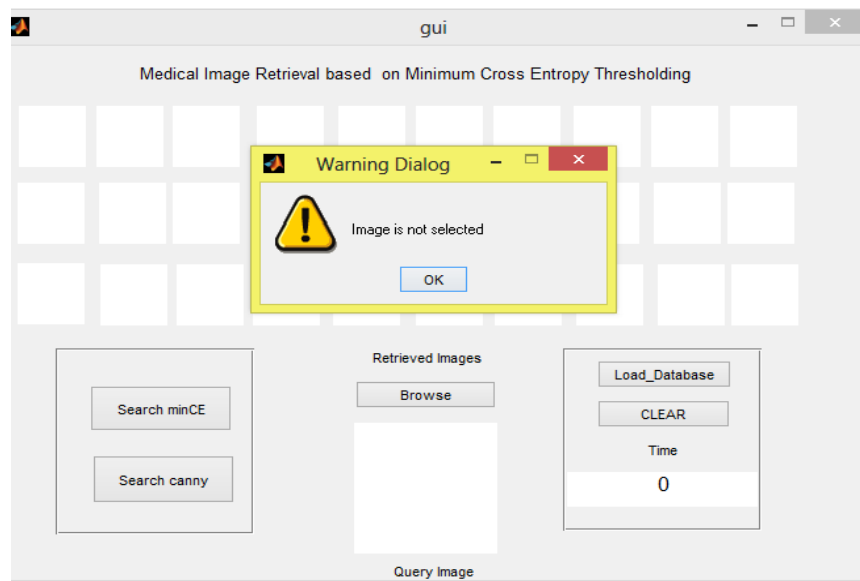 gui
Medical Image Retrieval based on Minimum Cross Entropy Thresholding
Warning Dialog
Image is not selected
OK
Retrieved Images
Browse
Search minCE
Search canny
Load_Database
CLEAR
Time
0
Query Image